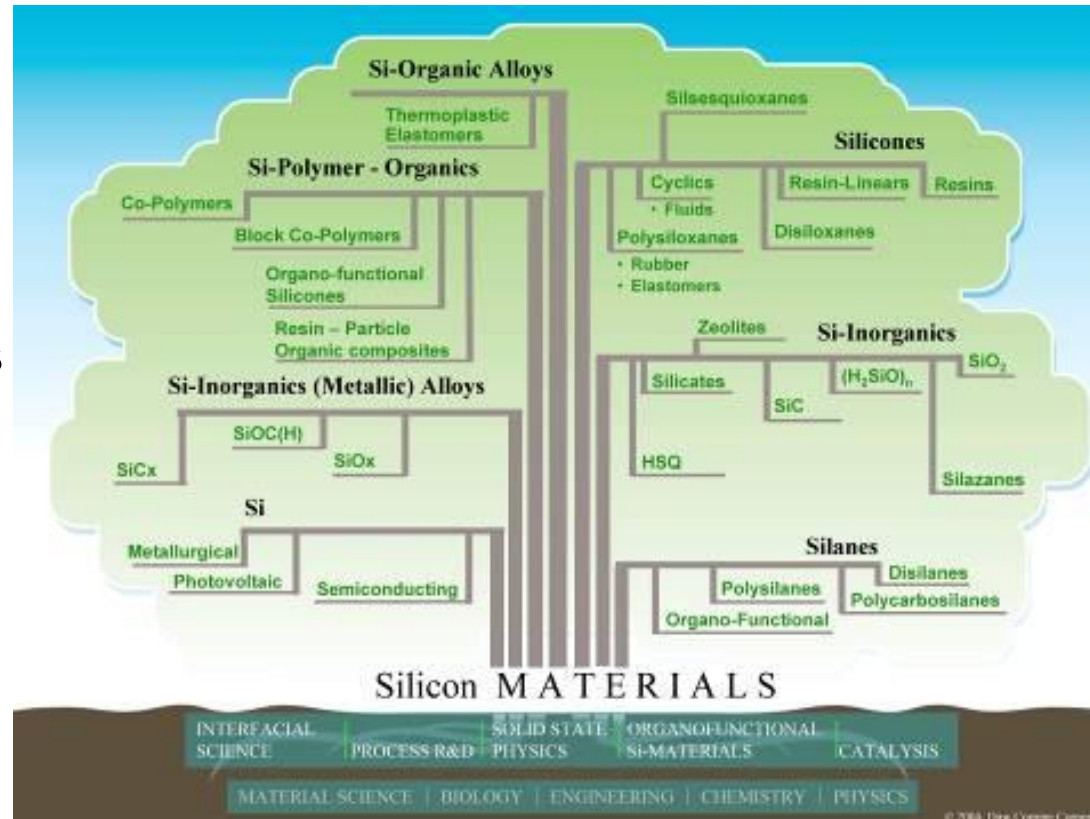 Si-Organic Alloys
Thermoplastic
Elastomers
Si-Polymer - Organics
Co-Polymers
Block Co-Polymers
Organo-functional
Silicones
Resin – Particle
Organic composites
Si-Inorganics (Metallic) Alloys
SiOC(H)
SiCx
SiOx
Si
Metallurgical
Photovoltaic
Semiconducting
Silsesquioxanes
Silicones
Cyclics
• Fluids
Resin-Linears
Resins
Polysiloxanes
• Rubber
• Elastomers
Disiloxanes
Zeolites
Si-Inorganics
SiO₂
Silicates
(H₂SiO)ₙ
SiC
HSQ
Silazanes
Silanes
Disilanes
Polysilanes
Polycarbosilanes
Organo-Functional
Silicon MATERIALS
INTERFACIAL
SCIENCE
PROCESS R&D
SOLID STATE
PHYSICS
ORGANOFUNCTIONAL
Si-MATERIALS
CATALYSIS
MATERIAL SCIENCE | BIOLOGY | ENGINEERING | CHEMISTRY | PHYSICS